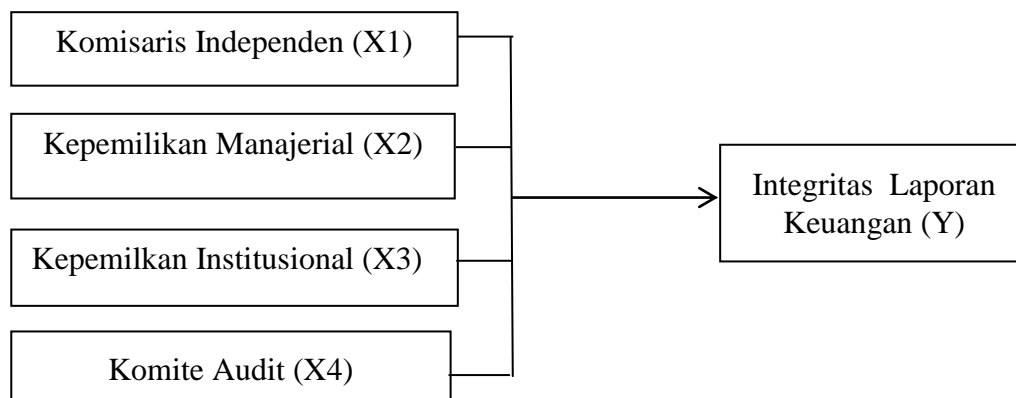 Komisaris Independen (X1)
Kepemilikan Manajerial (X2)
Kepemilkan Institusional (X3)
Komite Audit (X4)
Integritas Laporan
Keuangan (Y)